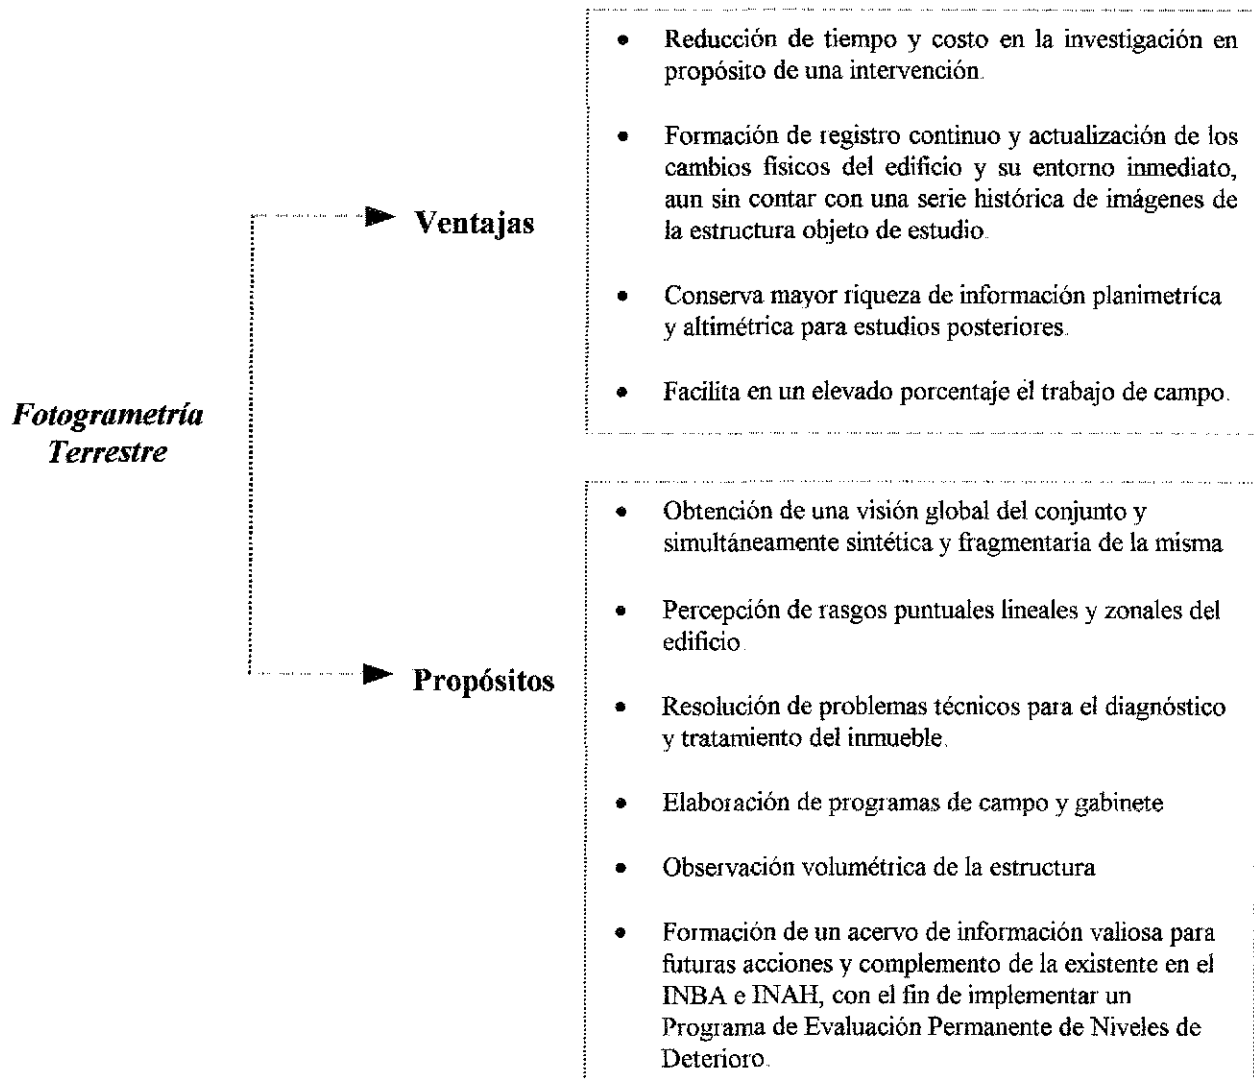 • Reducción de tiempo y costo en la investigación en
propósito de una intervención.
• Formación de registro continuo y actualización de los
cambios físicos del edificio y su entorno inmediato,
aun sin contar con una serie histórica de imágenes de
la estructura objeto de estudio.
Ventajas
• Conserva mayor riqueza de información planimetríca
y altimétrica para estudios posteriores.
• Facilita en un elevado porcentaje el trabajo de campo.
Fotogrametría
Terrestre
• Obtención de una visión global del conjunto y
simultáneamente sintética y fragmentaria de la misma
• Percepción de rasgos puntuales lineales y zonales del
edificio.
Propósitos
• Resolución de problemas técnicos para el diagnóstico
y tratamiento del inmueble.
• Elaboración de programas de campo y gabinete
• Observación volumétrica de la estructura
• Formación de un acervo de información valiosa para
futuras acciones y complemento de la existente en el
INBA e INAH, con el fin de implementar un
Programa de Evaluación Permanente de Niveles de
Deterioro.